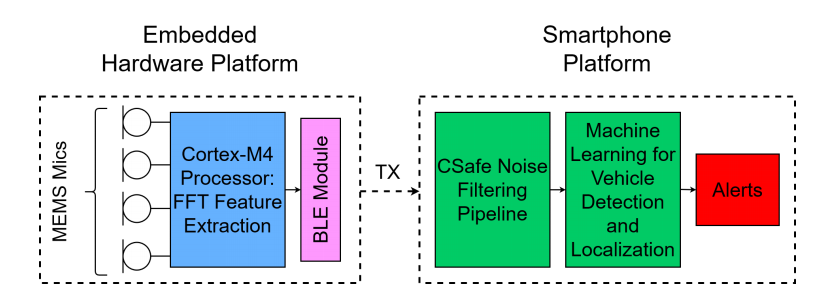 Embedded
Hardware Platform
Smartphone
Platform
MEMS Mics
Cortex-M4
Processor:
FFT Feature
Extraction
BLE Module
TX
CSafe Noise
Filtering
Pipeline
Machine
Learning for
Vehicle
Detection
and
Localization
Alerts